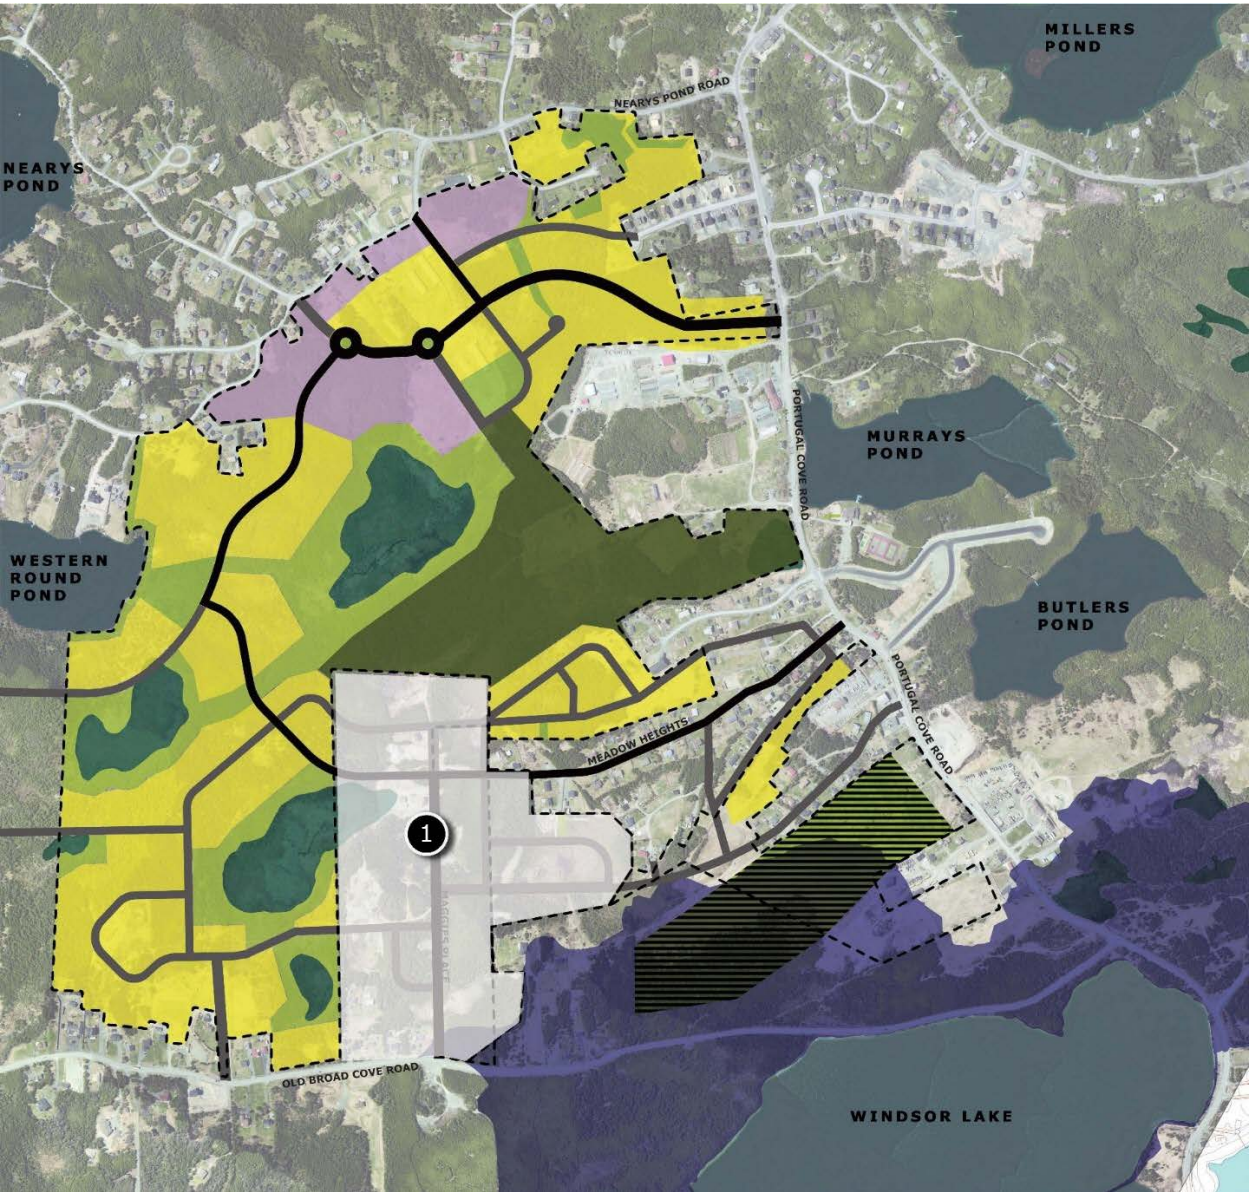 MILLERS
POND
NEARYS POND ROAD
NEARYS
POND
PORTUGAL COVE ROAD
MURRAYS
POND
WESTERN
ROUND
POND
BUTLERS
POND
PORTUGAL COVE ROAD
MEADOW HEIGHTS
1
OLD BROAD COVE ROAD
WINDSOR LAKE